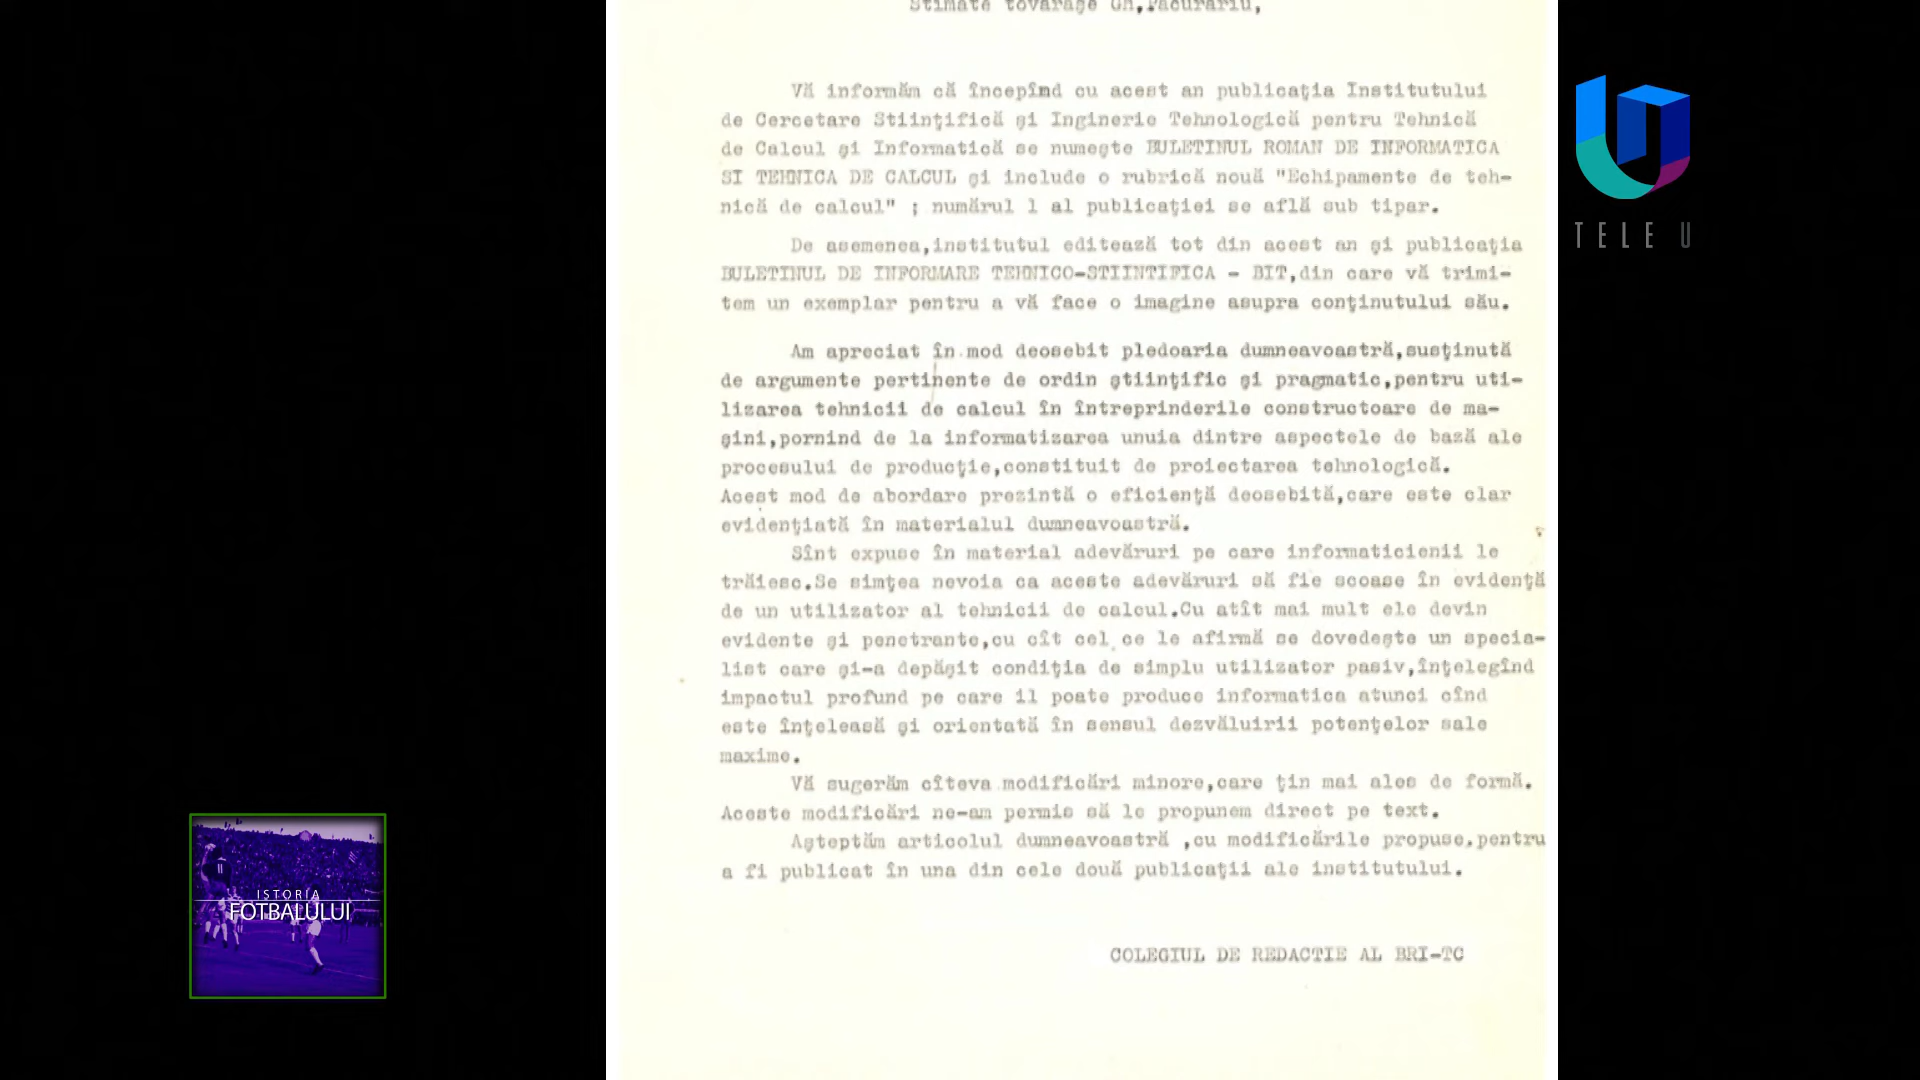 Stimate tovarașe Gh.Păcurariu,
Vă informăm că începînd cu acest an publicația Institutului
de Cercetare Stiințifică și Inginerie Tehnologică pentru Tehnică
de Calcul și Informatică se numește BULETINUL ROMAN DE INFORMATICA
SI TEHNICA DE CALCUL și include o rubrică nouă "Echipamente de teh-
nică de calcul" ; numărul 1 al publicației se află sub tipar.
De asemenea,institutul editează tot din acest an și publicația
BULETINUL DE INFORMARE TEHNICO-STIINTIFICA - BIT,din care vă trimi-
tem un exemplar pentru a vă face o imagine asupra conținutului său.
Am apreciat în mod deosebit pledoaria dumneavoastră,susținută
de argumente pertinente de ordin științific și pragmatic,pentru uti-
lizarea tehnicii de calcul în întreprinderile constructoare de ma-
șini,pornind de la informatizarea unuia dintre aspectele de bază ale
procesului de producție,constituit de proiectarea tehnologică.
Acest mod de abordare prezintă o eficiență deosebită,care este clar
evidențiată în materialul dumneavoastră.
Sînt expuse în material adevăruri pe care informaticienii le
trăiesc.Se simțea nevoia ca aceste adevăruri să fie scoase în evidență
de un utilizator al tehnicii de calcul.Cu atît mai mult ele devin
evidente și penetrante,cu cît cel ce le afirmă se dovedește un specia-
list care și-a depășit condiția de simplu utilizator pasiv,înțelegînd
impactul profund pe care il poate produce informatica atunci cînd
este înțeleasă și orientată în sensul dezvăluirii potențelor sale
maxime.
Vă sugerăm cîteva modificări minore,care țin mai ales de formă.
Aceste modificări ne-am permis să le propunem direct pe text.
Așteptăm articolul dumneavoastră ,cu modificările propuse,pentru
a fi publicat în una din cele două publicații ale institutului.
COLEGIUL DE REDACTIE AL BRI-TC
TELE U
ISTORIA
FOTBALULUI
11